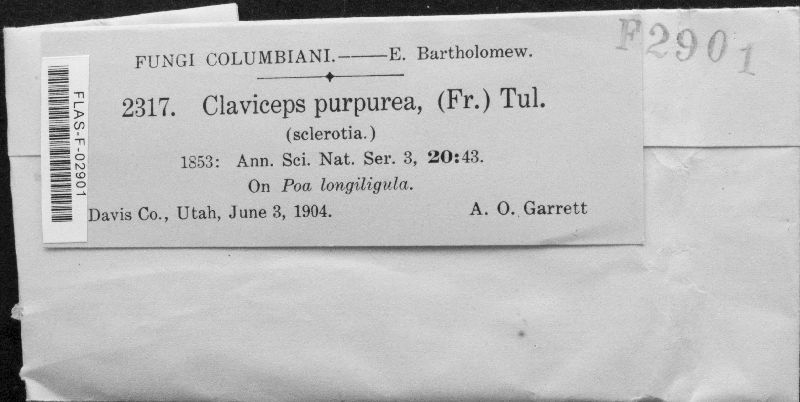 FUNGI COLUMBIANI.——E. Bartholomew.
F2901
2317. Claviceps purpurea, (Fr.) Tul.
(sclerotia.)
1853: Ann. Sci. Nat. Ser. 3, 20:43.
On Poa longiligula.
Davis Co., Utah, June 3, 1904. A. O. Garrett
FLAS-F-02901